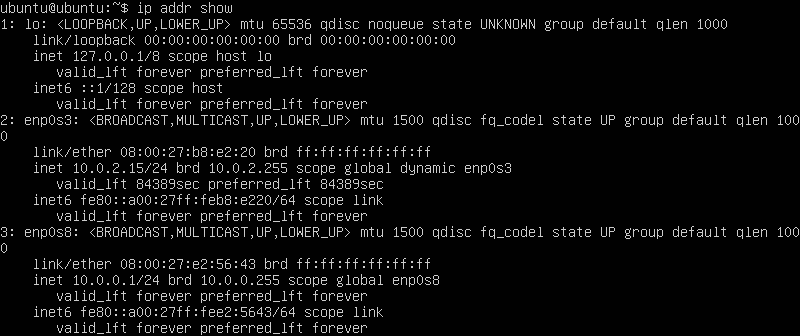 ubuntu@ubuntu:~$ ip addr show
1: lo: <LOOPBACK,UP,LOWER_UP> mtu 65536 qdisc noqueue state UNKNOWN group default qlen 1000
    link/loopback 00:00:00:00:00:00 brd 00:00:00:00:00:00
    inet 127.0.0.1/8 scope host lo
       valid_lft forever preferred_lft forever
    inet6 ::1/128 scope host
       valid_lft forever preferred_lft forever
2: enp0s3: <BROADCAST,MULTICAST,UP,LOWER_UP> mtu 1500 qdisc fq_codel state UP group default qlen 100
0
    link/ether 08:00:27:b8:e2:20 brd ff:ff:ff:ff:ff:ff
    inet 10.0.2.15/24 brd 10.0.2.255 scope global dynamic enp0s3
       valid_lft 84389sec preferred_lft 84389sec
    inet6 fe80::a00:27ff:feb8:e220/64 scope link
       valid_lft forever preferred_lft forever
3: enp0s8: <BROADCAST,MULTICAST,UP,LOWER_UP> mtu 1500 qdisc fq_codel state UP group default qlen 100
0
    link/ether 08:00:27:e2:56:43 brd ff:ff:ff:ff:ff:ff
    inet 10.0.0.1/24 brd 10.0.0.255 scope global enp0s8
       valid_lft forever preferred_lft forever
    inet6 fe80::a00:27ff:fee2:5643/64 scope link
       valid_lft forever preferred_lft forever